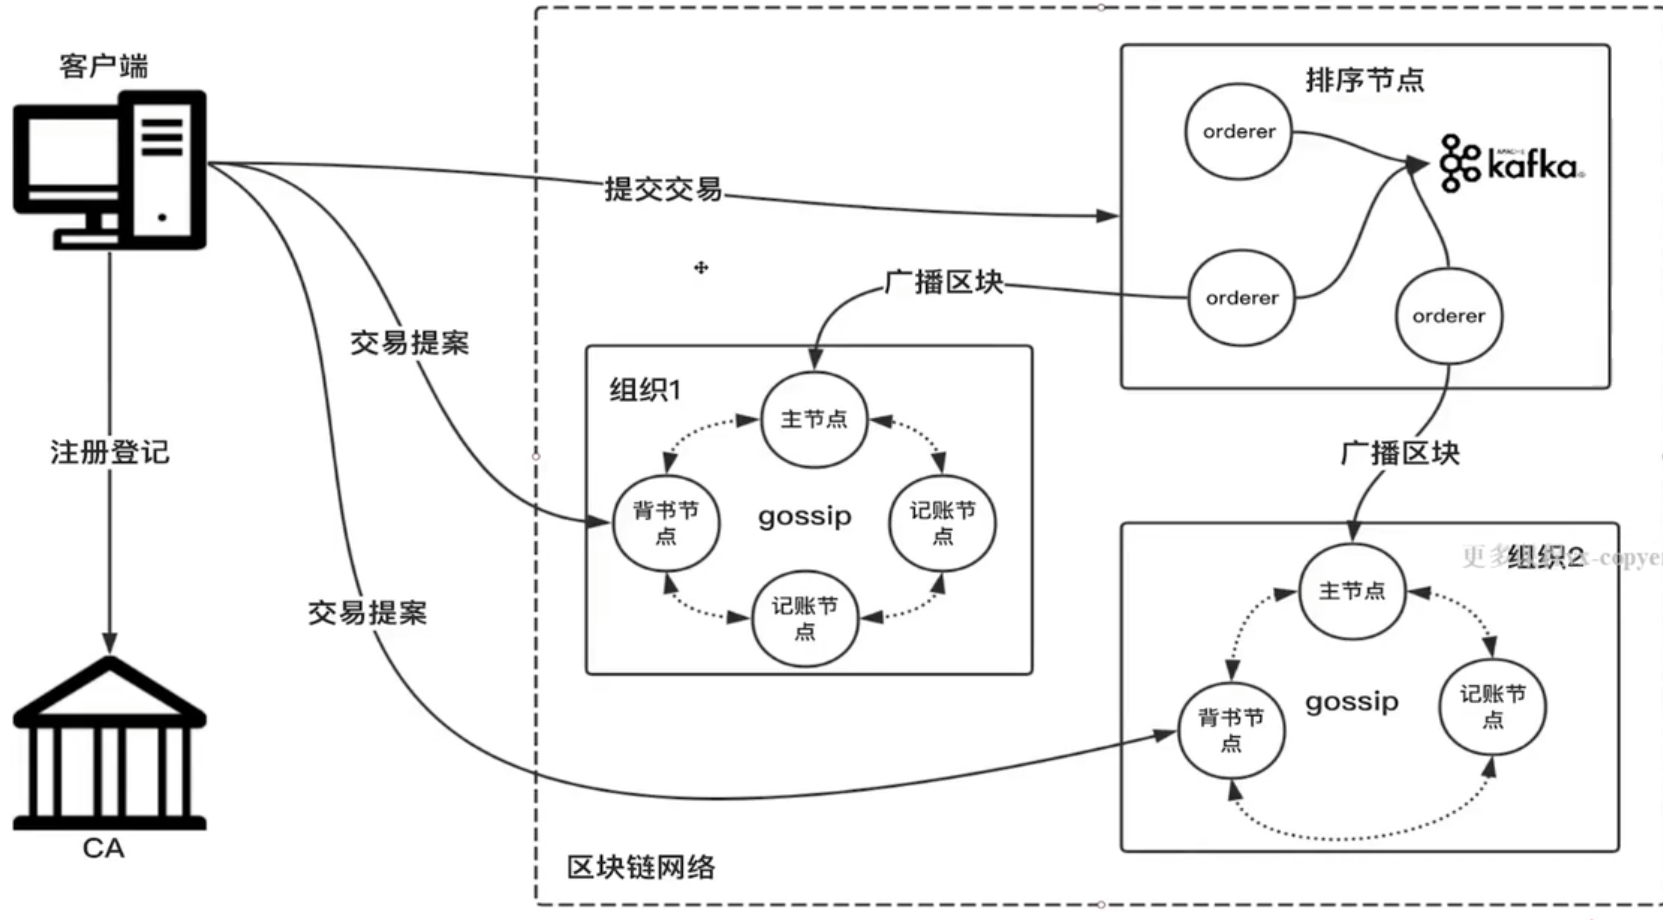 客户端
排序节点
orderer
APACHE
kafka
提交交易
广播区块
orderer
orderer
交易提案
组织1
主节点
注册登记
广播区块
背书节
点
gossip
记账节
点
更多
组织2
x-copye
主节点
交易提案
记账节
点
gossip
背书节
点
记账节
点
CA
区块链网络